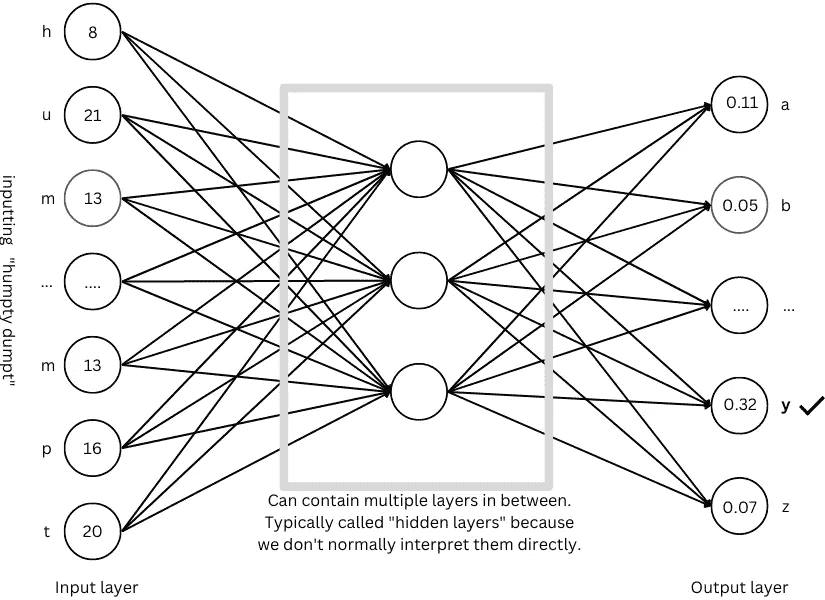 inputting "humpty dumpt"
h 8
u 21
m 13
... ....
m 13
p 16
t 20
Input layer
Can contain multiple layers in between.
Typically called "hidden layers" because
we don't normally interpret them directly.
0.11 a
0.05 b
.... ...
0.32 y ✓
0.07 z
Output layer